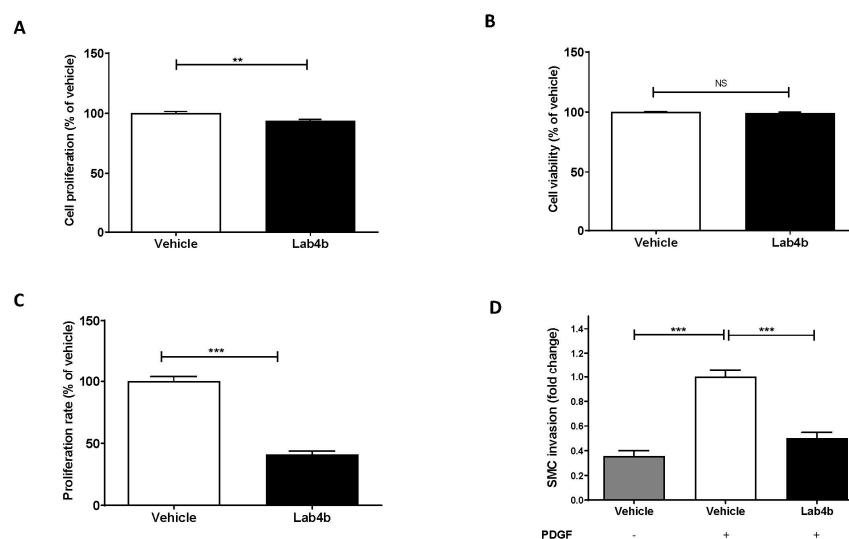 A
Cell proliferation (% of vehicle)
150
100
50
0
**
Vehicle Lab4b
B
Cell viability (% of vehicle)
150
100
50
0
NS
Vehicle Lab4b
C
Proliferation rate (% of vehicle)
150
100
50
0
***
Vehicle Lab4b
D
SMC invasion (fold change)
1.4
1.2
1.0
0.8
0.6
0.4
0.2
0.0
*** ***
Vehicle Vehicle Lab4b
PDGF - + +